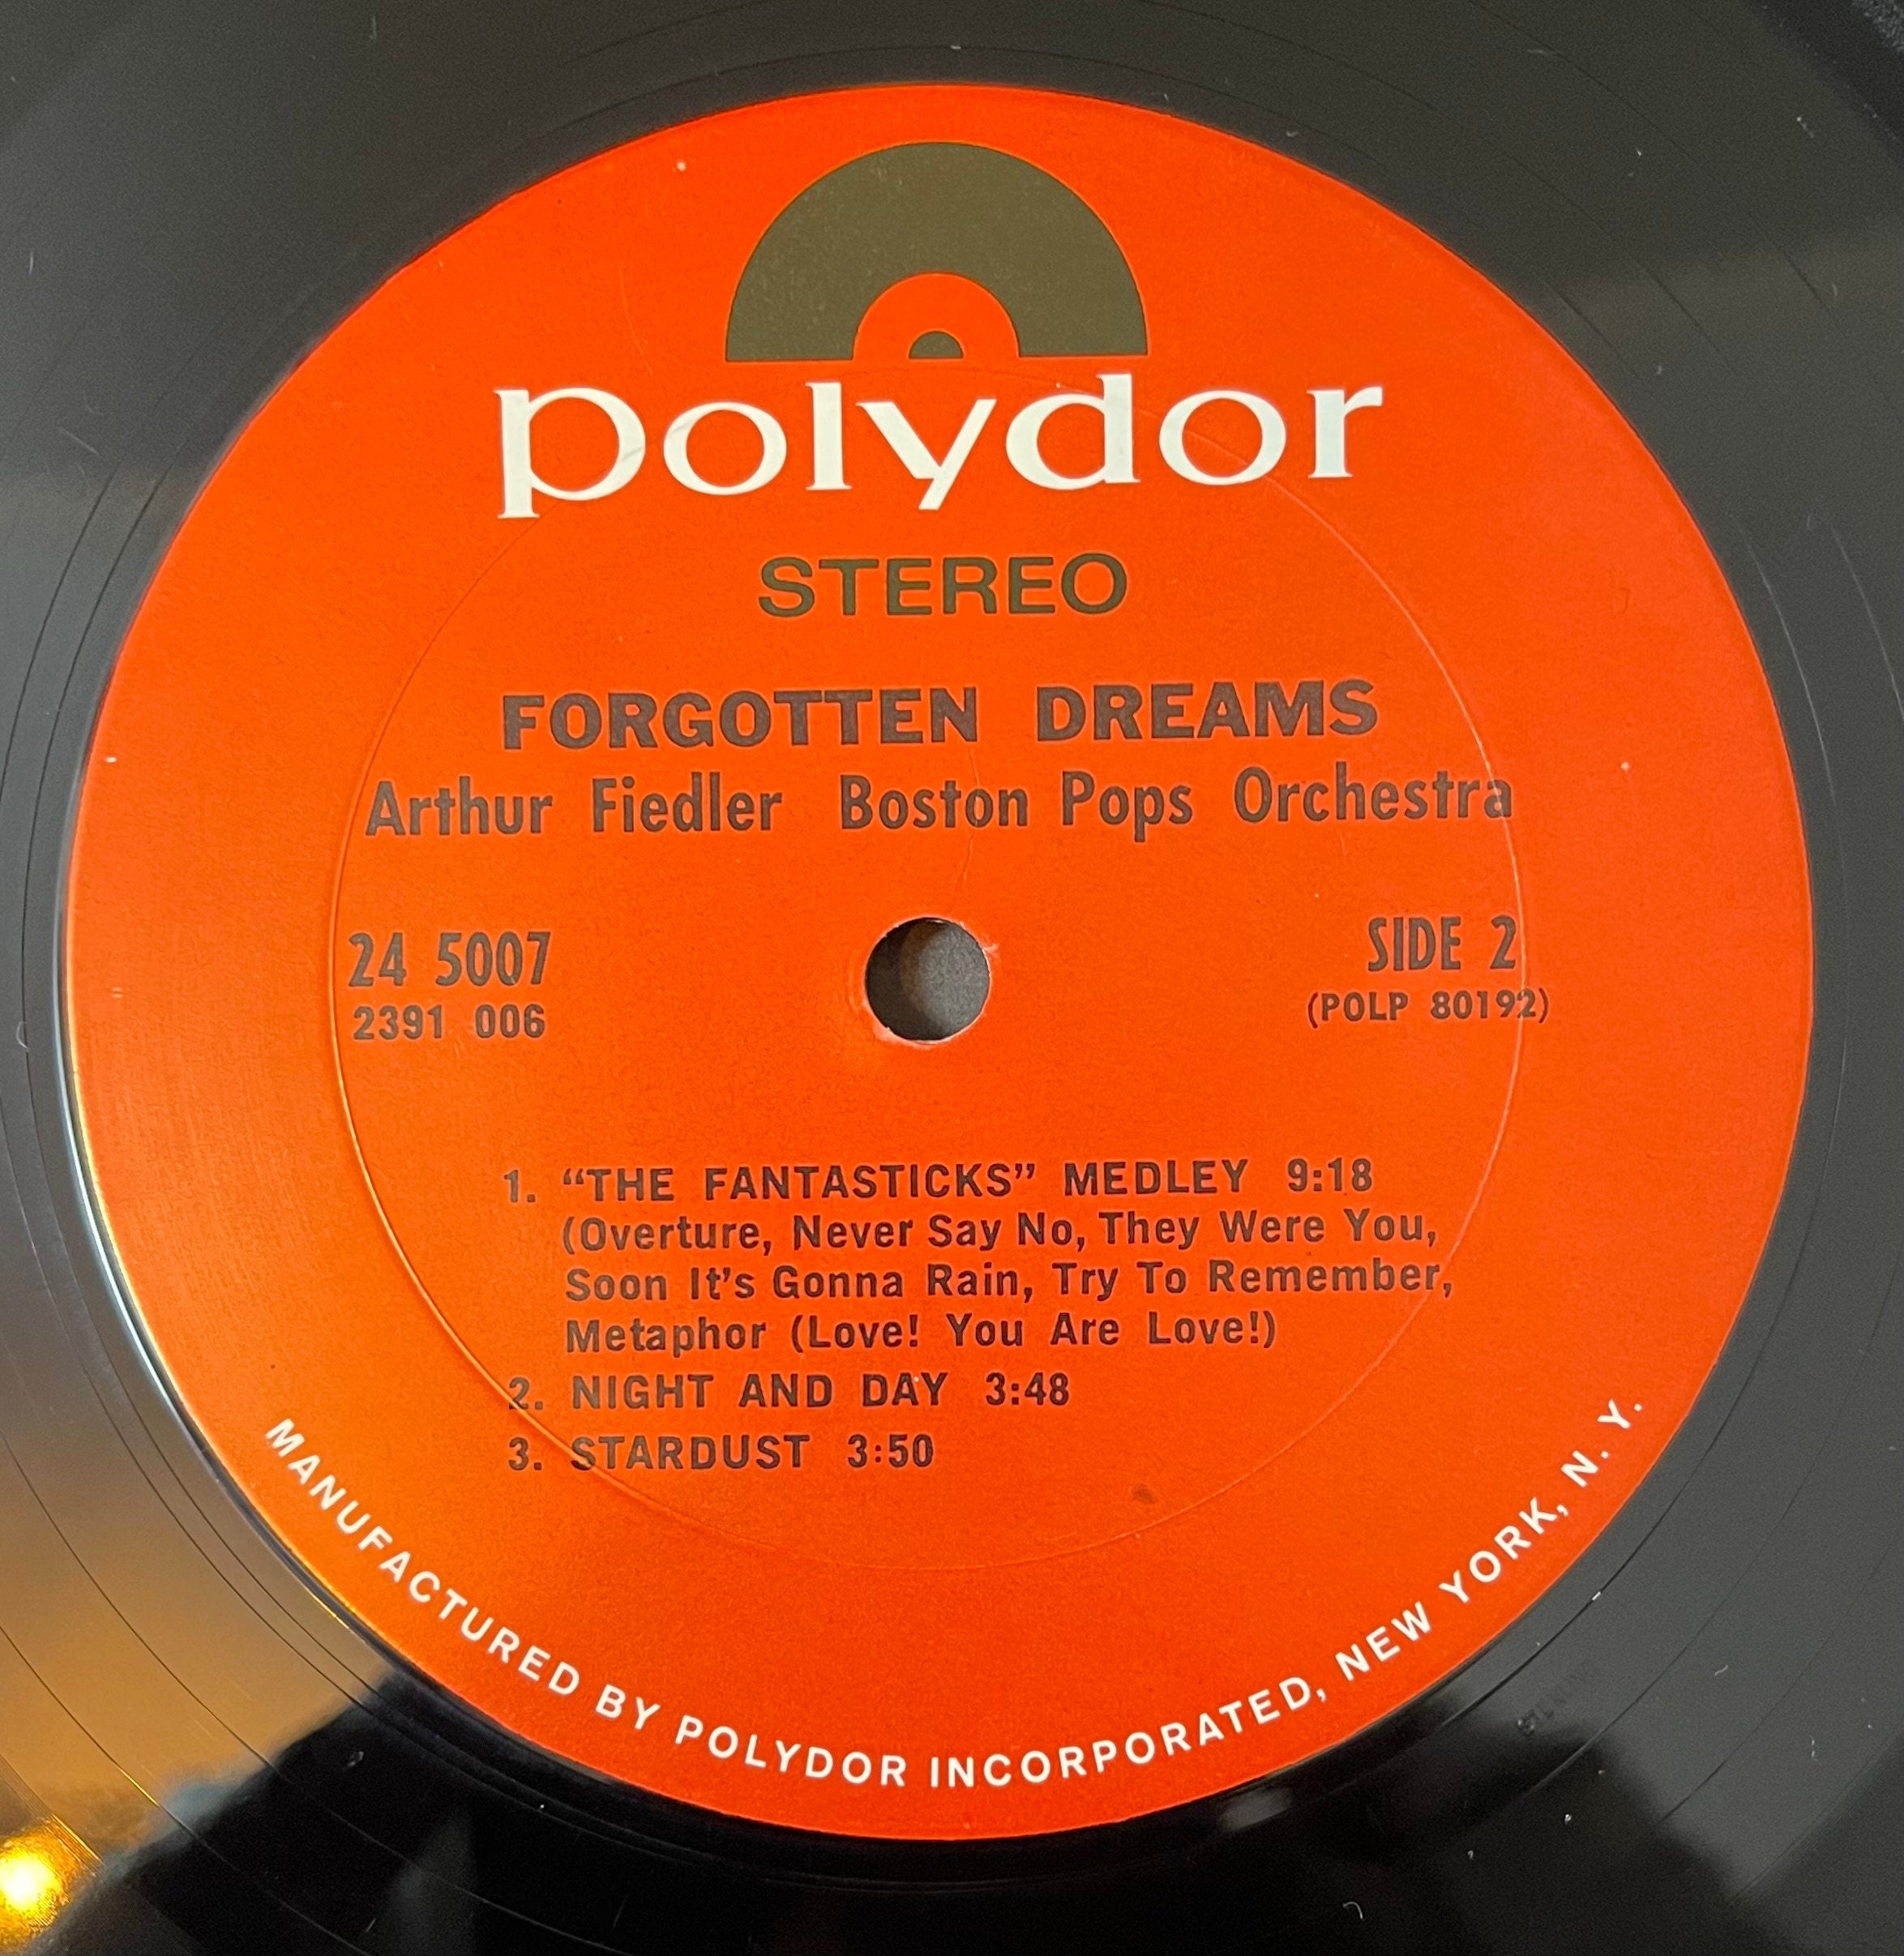 polydor
STEREO
FORGOTTEN DREAMS
Arthur Fiedler Boston Pops Orchestra
24 5007
2391 006
SIDE 2
(POLP 80192)
1. “THE FANTASTICKS” MEDLEY 9:18
(Overture, Never Say No, They Were You,
Soon It's Gonna Rain, Try To Remember,
Metaphor (Love! You Are Love!)
2. NIGHT AND DAY 3:48
3. STARDUST 3:50
MANUFACTURED BY POLYDOR INCORPORATED, NEW YORK, N. Y.